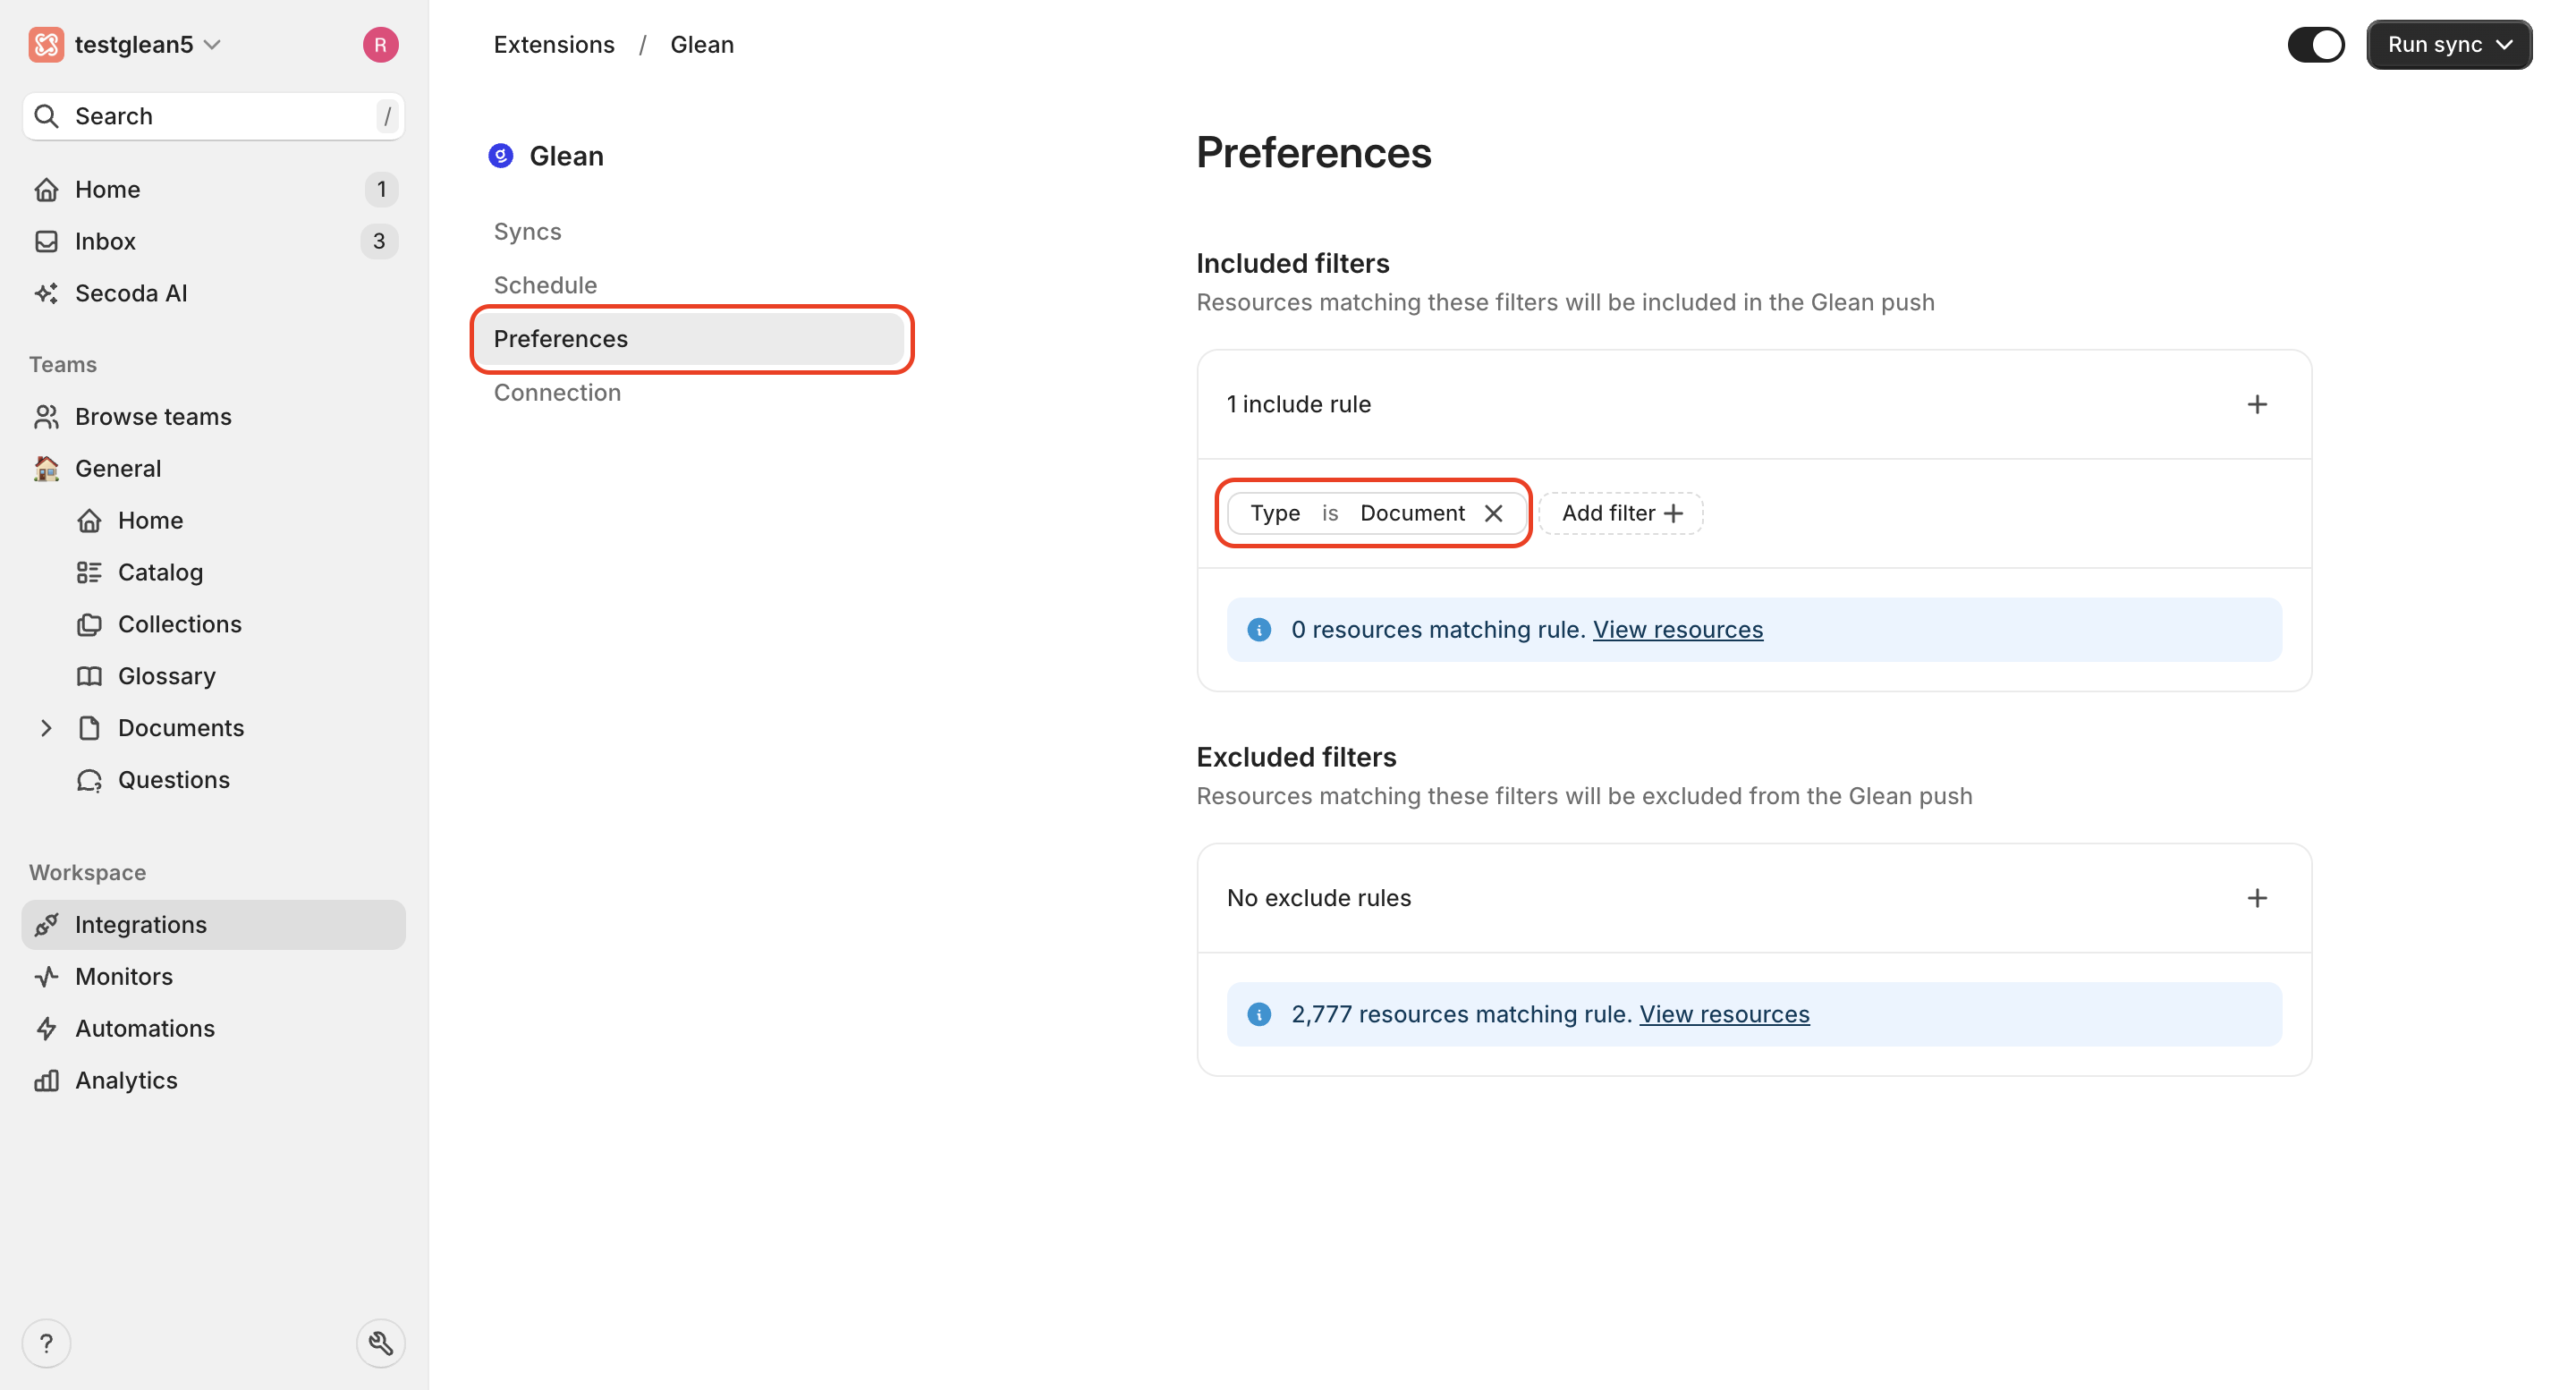 testglean5
R
Search
/
Home
1
Inbox
3
Secoda AI
Teams
Browse teams
General
Home
Catalog
Collections
Glossary
Documents
Questions
Workspace
Integrations
Monitors
Automations
Analytics
?
Extensions / Glean
Run sync
Glean
Syncs
Schedule
Preferences
Connection
Preferences
Included filters
Resources matching these filters will be included in the Glean push
1 include rule
Type is Document
Add filter
0 resources matching rule. View resources
Excluded filters
Resources matching these filters will be excluded from the Glean push
No exclude rules
2,777 resources matching rule. View resources